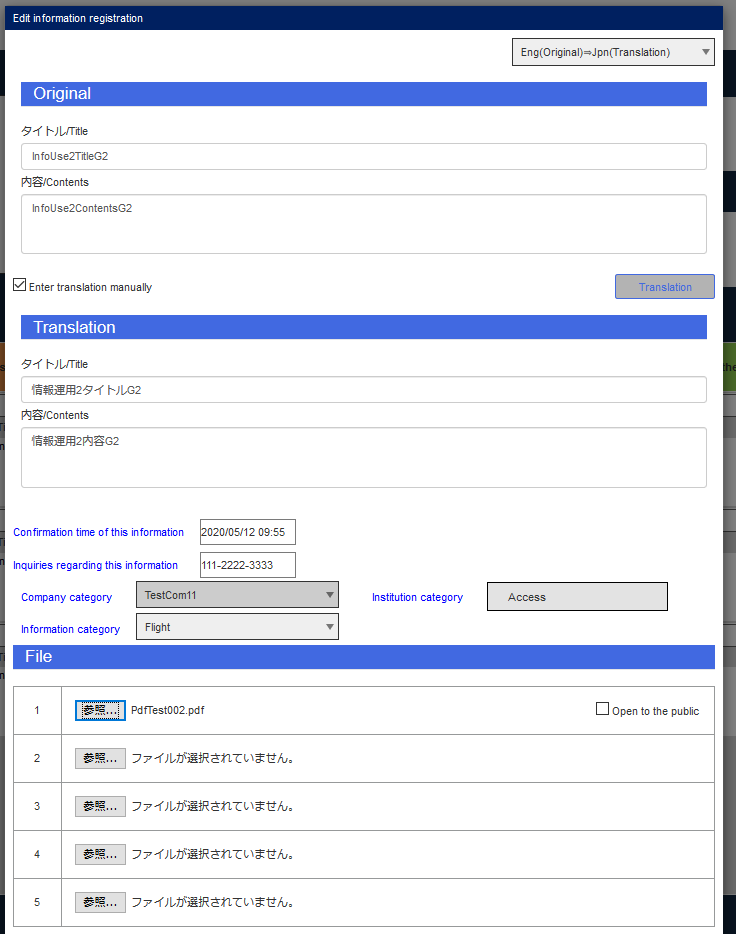 Edit information registration
Eng(Original)⇒Jpn(Translation)
Original
タイトル/Title
InfoUse2TitleG2
内容/Contents
InfoUse2ContentsG2
Enter translation manually
Translation
Translation
タイトル/Title
情報運用2タイトルG2
内容/Contents
情報運用2内容G2
Confirmation time of this information 2020/05/12 09:55
Inquiries regarding this information 111-2222-3333
Company category TestCom11 Institution category Access
Information category Flight
File
1 参照... PdfTest002.pdf Open to the public
2 参照... ファイルが選択されていません。
3 参照... ファイルが選択されていません。
4 参照... ファイルが選択されていません。
5 参照... ファイルが選択されていません。